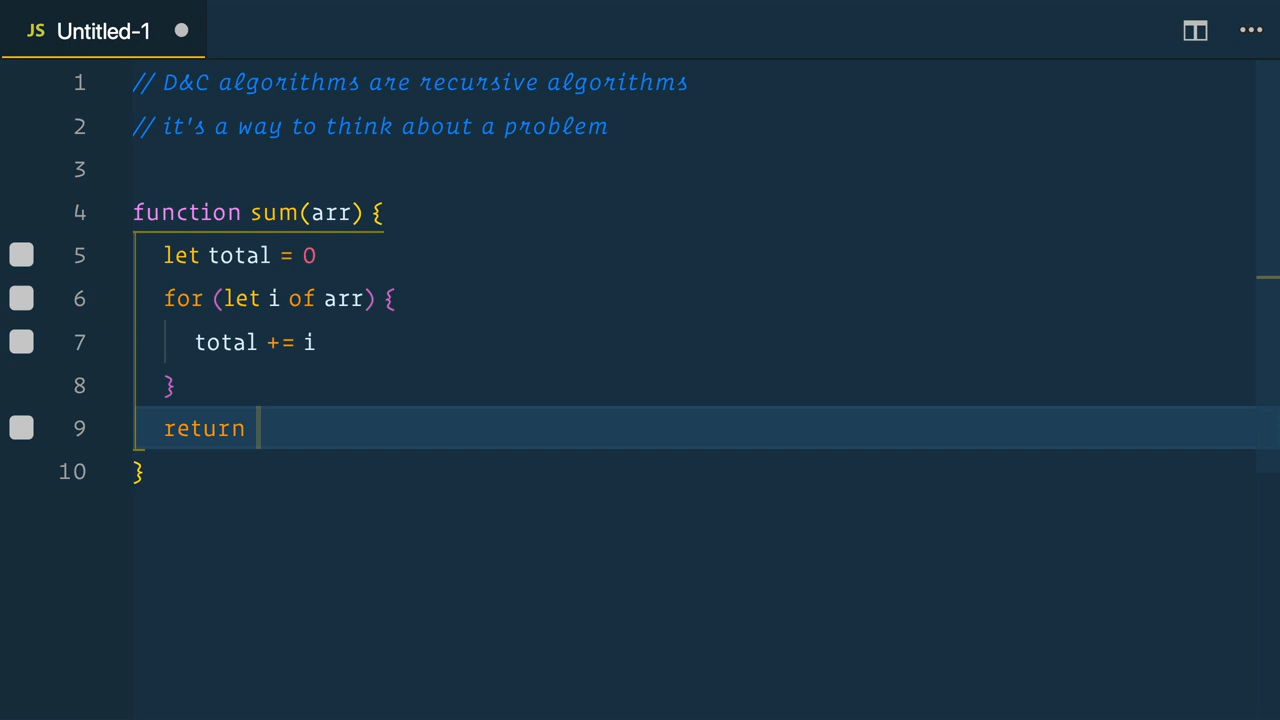 JS Untitled-1
1 // D&C algorithms are recursive algorithms
2 // it's a way to think about a problem
3
4 function sum(arr) {
5 let total = 0
6 for (let i of arr) {
7 total += i
8 }
9 return
10 }